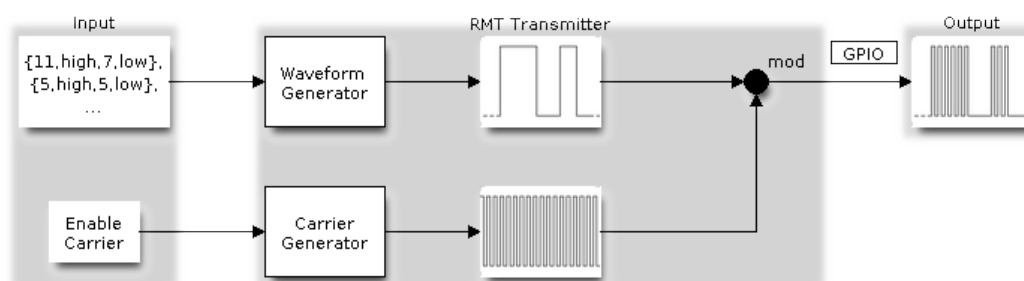 Input
RMT Transmitter
Output
{11,high,7,low},
{5,high,5,low},
...
Waveform
Generator
mod
GPIO
Enable
Carrier
Carrier
Generator